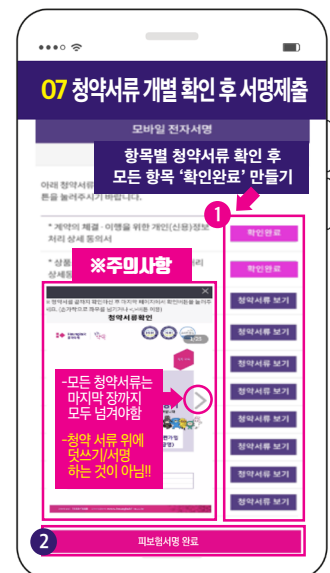 07 청약서류 개별 확인 후 서명제출
모바일 전자서명
항목별 청약서류 확인 후
모든 항목 '확인완료' 만들기
아래 청약서류
튼을 눌러주시기 바랍니다.
1
* 계약의 체결·이행을 위한 개인(신용)정보
처리 상세 동의서
확인완료
* 상품
처리
상세동
확인완료
※주의사항
청약서류 보기
청약서류확인
청약서류 보기
1/33
청약서류 보기
-모든 청약서류는
마지막 장까지
모두 넘겨야함
청약서류 보기
-청약 서류 위에
덧쓰기/서명
하는 것이 아님!!
청약서류 보기
청약서류 보기
청약서류 보기
청약서류 보기
2
피보험서명 완료